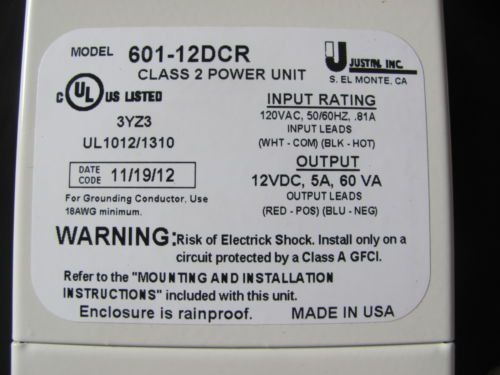 MODEL 601-12DCR
CLASS 2 POWER UNIT
JUSTIN, INC.
S. EL MONTE, CA
C UL US LISTED
3YZ3
UL1012/1310
DATE CODE 11/19/12
For Grounding Conductor, Use
18AWG minimum.
INPUT RATING
120VAC, 50/60HZ, .81A
INPUT LEADS
(WHT - COM) (BLK - HOT)
OUTPUT
12VDC, 5A, 60 VA
OUTPUT LEADS
(RED - POS) (BLU - NEG)
WARNING: Risk of Electrick Shock. Install only on a
circuit protected by a Class A GFCI.
Refer to the "MOUNTING AND INSTALLATION
INSTRUCTIONS" included with this unit.
Enclosure is rainproof. MADE IN USA